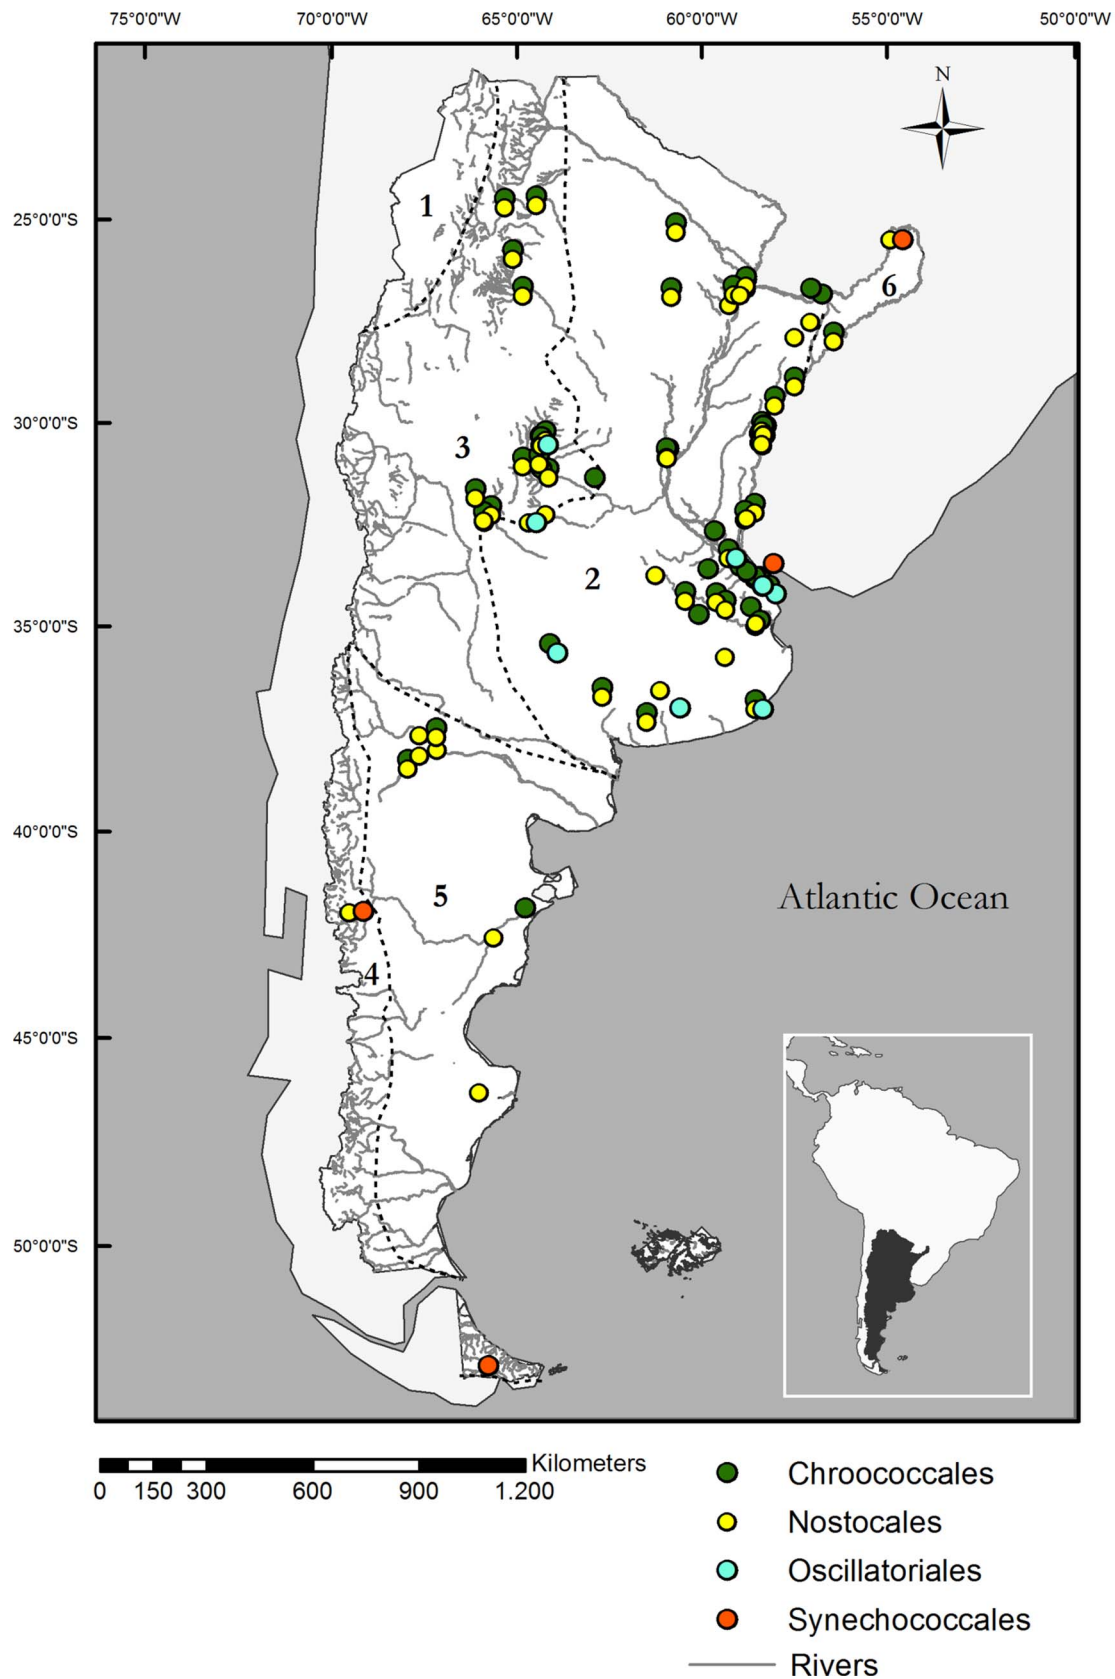 75°0'0"W 70°0'0"W 65°0'0"W 60°0'0"W 55°0'0"W 50°0'0"W
N
25°0'0"S
30°0'0"S
35°0'0"S
40°0'0"S
45°0'0"S
50°0'0"S
1
6
3
2
5
Atlantic Ocean
4
Kilometers
0 150 300 600 900 1.200
Chroococcales
Nostocales
Oscillatoriales
Synechococcales
Rivers